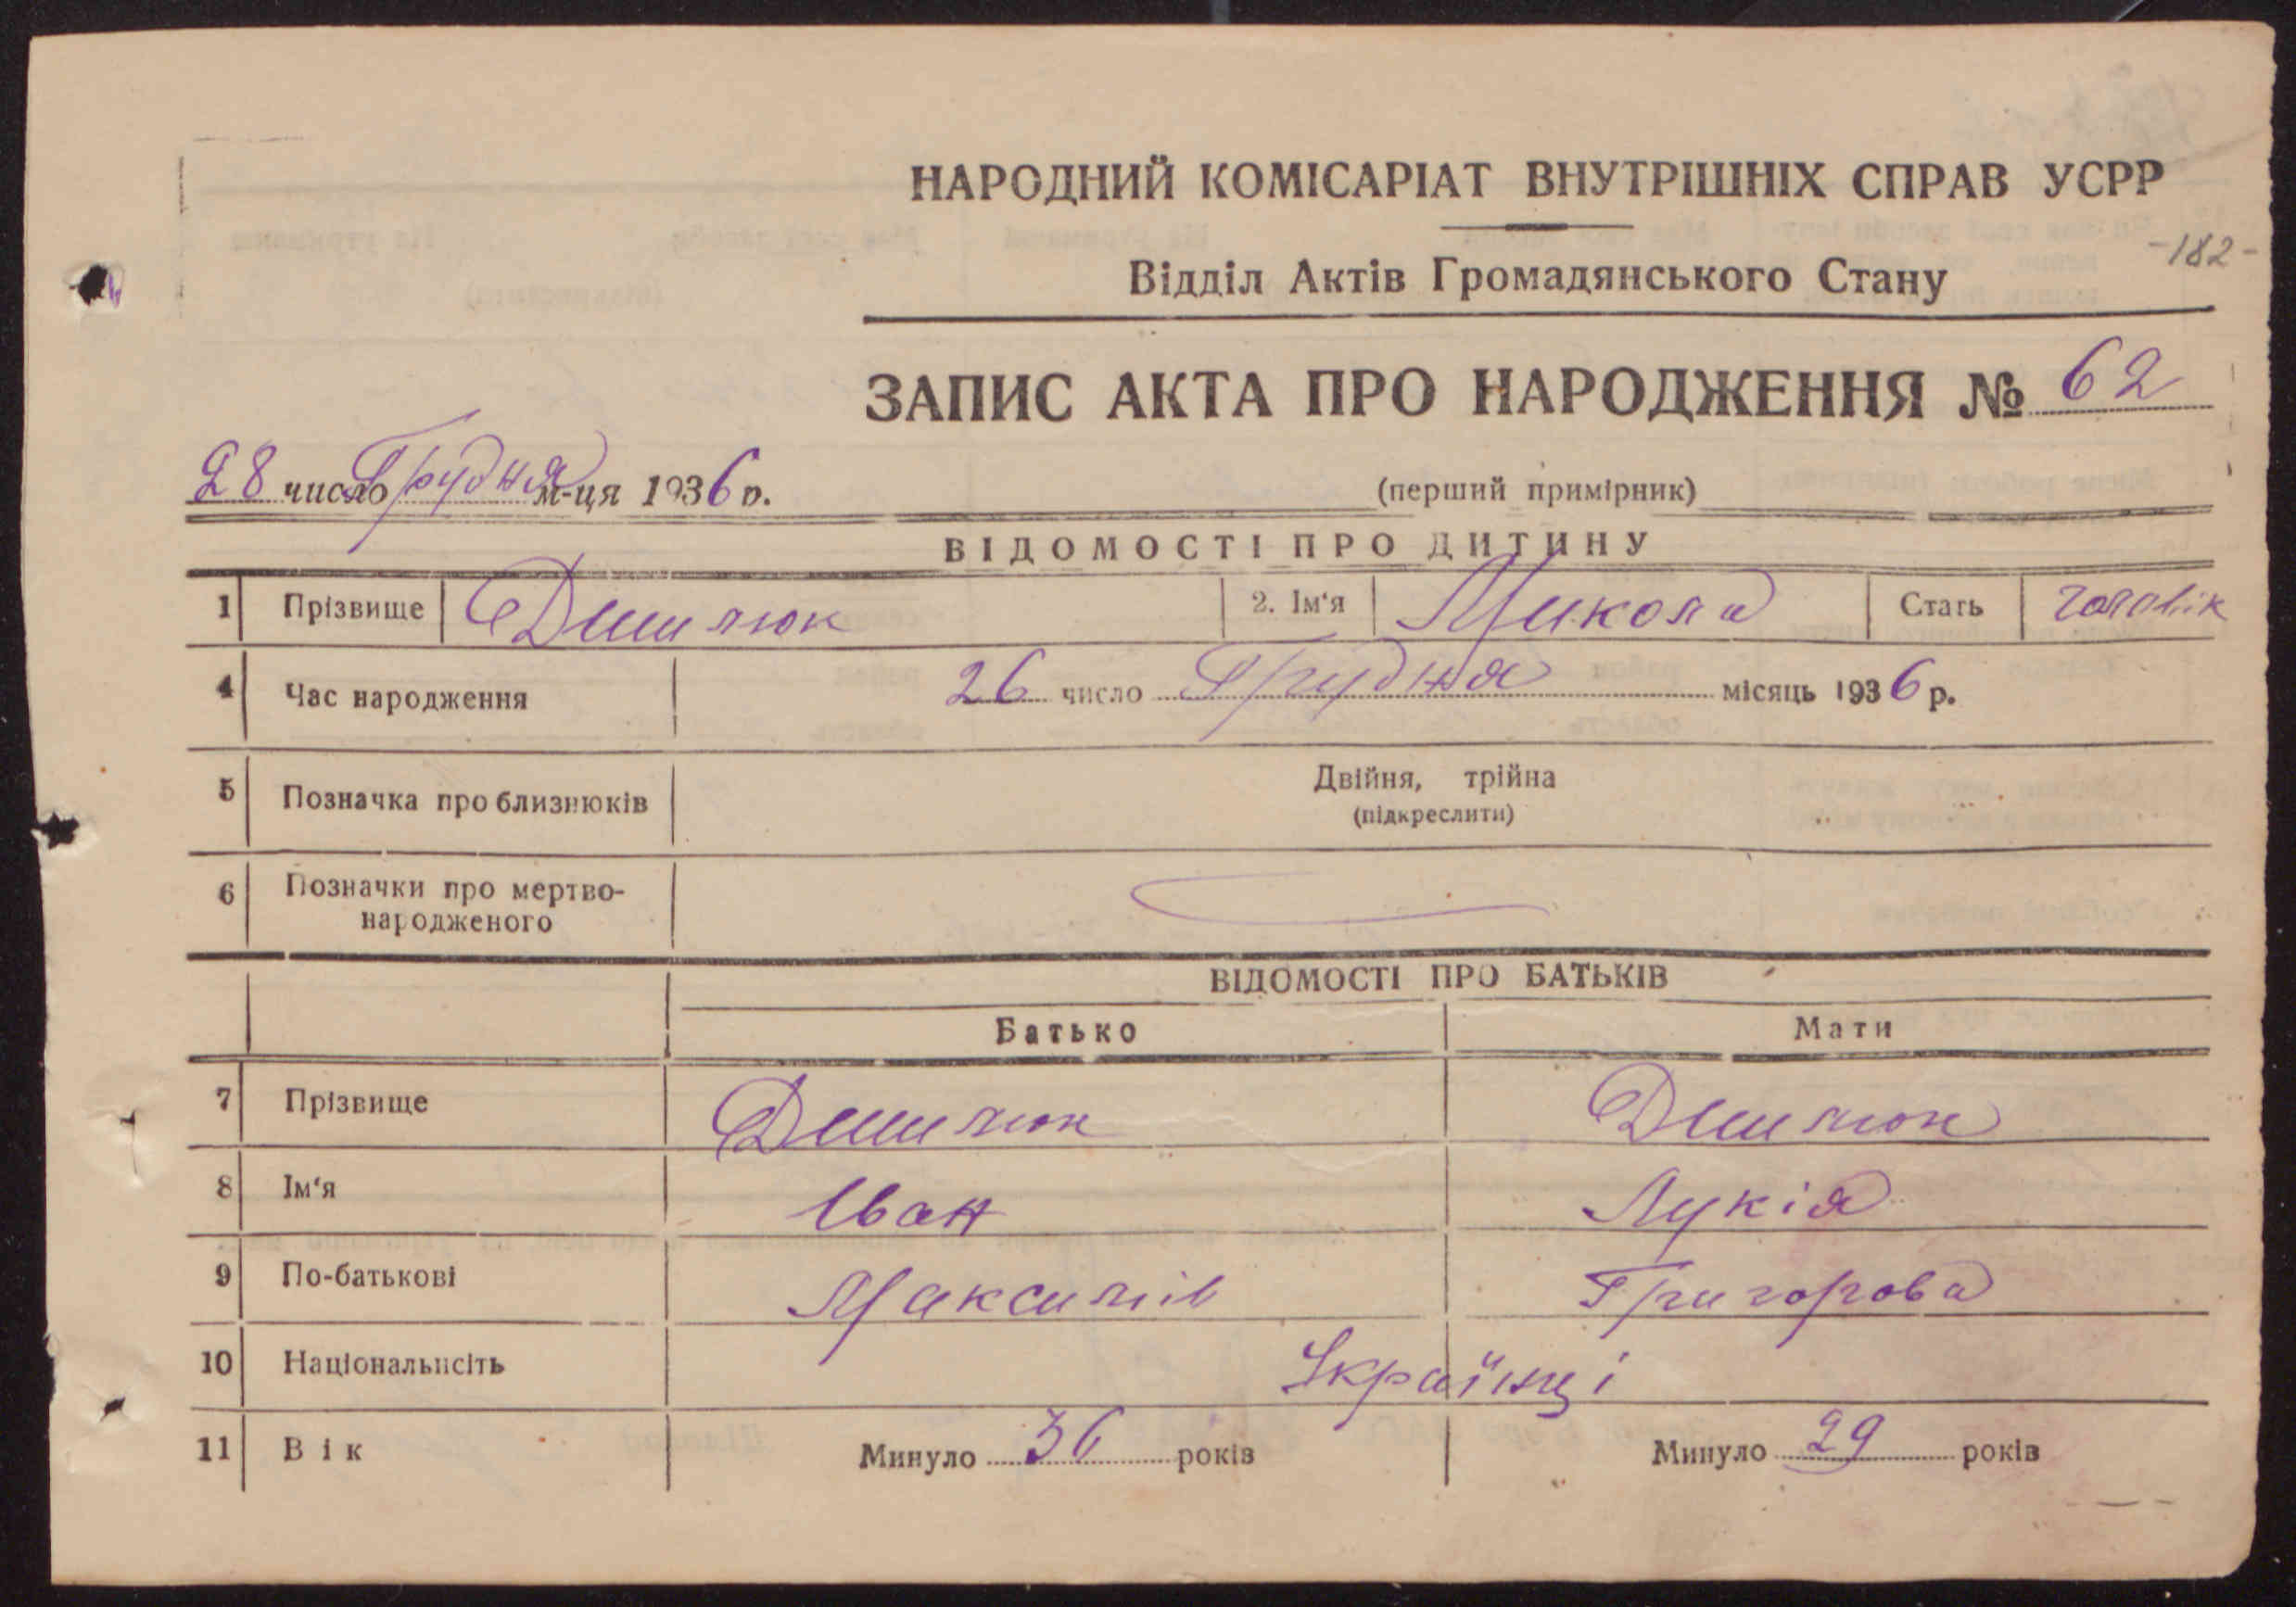 НАРОДНИЙ КОМІСАРІАТ ВНУТРІШНІХ СПРАВ УСРР
-182-
Відділ Актів Громадянського Стану
ЗАПИС АКТА ПРО НАРОДЖЕННЯ № 62
28 число Грудня м-ця 1936 р.
(перший примірник)
ВІДОМОСТІ ПРО ДИТИНУ
1 Прізвище 2. Ім‘я Микола Стать чоловік
4 Час народження 26 число Грудня місяць 1936 р.
5 Позначка про близнюків Двійня, трійна
(підкреслити)
6 Позначки про мертво-
народженого
ВІДОМОСТІ ПРО БАТЬКІВ
Батько Мати
7 Прізвище
8 Ім‘я Іван Лукія
9 По-батькові Максимів Григорова
10 Національнсіть Українці
11 Вік Минуло 36 років Минуло 29 років